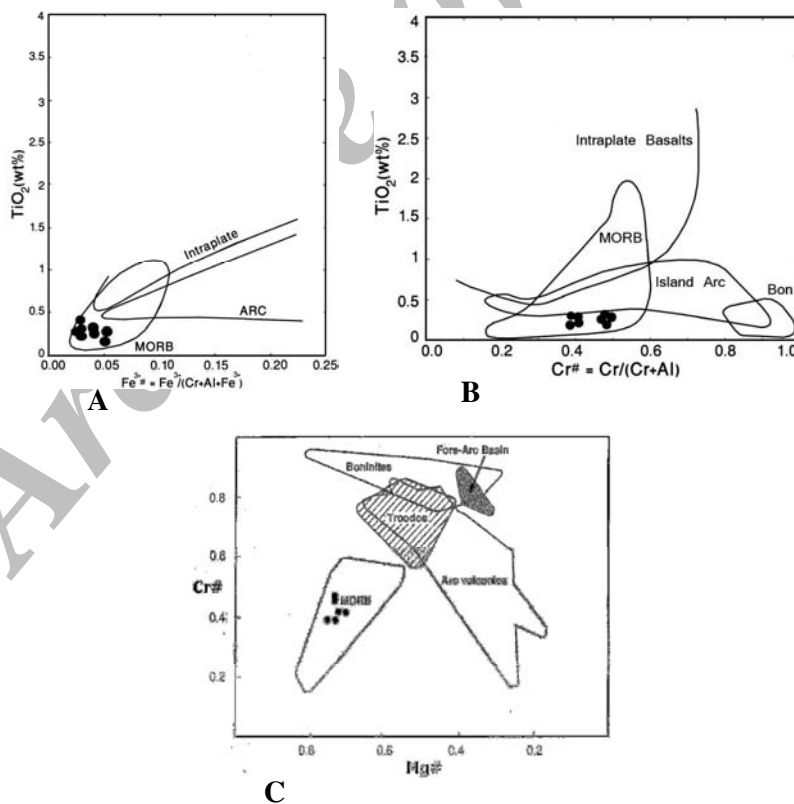 4
3.5
3
2.5
2
1.5
1
0.5
0
TiO2(wt%)
Intraplate
ARC
MORB
0.00 0.05 0.10 0.15 0.20 0.25
Fe3+# = Fe3+/(Cr+Al+Fe3+)
A
4
3.5
3
2.5
2
1.5
1
0.5
0
TiO2(wt%)
Intraplate Basalts
MORB
Island Arc
Bon
0.0 0.2 0.4 0.6 0.8 1.0
Cr# = Cr/(Cr+Al)
B
Fore-Arc Basin
Boninites
0.8
Troodos
0.6
Arc volcanics
Cr#
MORB
0.4
0.2
0.8 0.6 0.4 0.2
Mg#
C